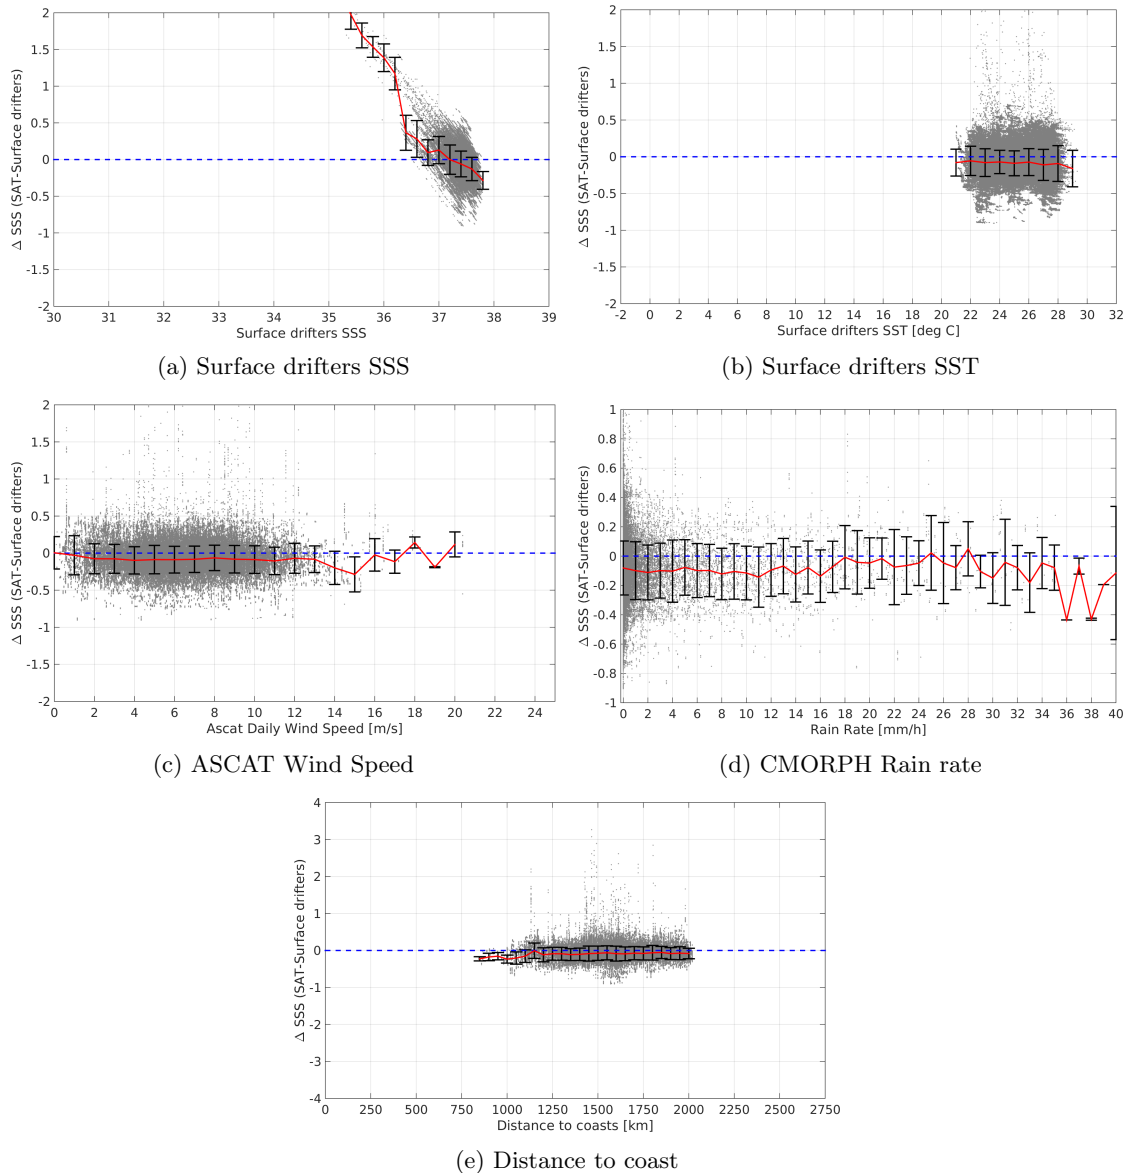 2
1.5
1
0.5
0
-0.5
-1
-1.5
-2
Δ SSS (SAT-Surface drifters)
30 31 32 33 34 35 36 37 38 39
Surface drifters SSS
(a) Surface drifters SSS
2
1.5
1
0.5
0
-0.5
-1
-1.5
-2
Δ SSS (SAT-Surface drifters)
-2 0 2 4 6 8 10 12 14 16 18 20 22 24 26 28 30 32
Surface drifters SST [deg C]
(b) Surface drifters SST
2
1.5
1
0.5
0
-0.5
-1
-1.5
-2
Δ SSS (SAT-Surface drifters)
0 2 4 6 8 10 12 14 16 18 20 22 24
Ascat Daily Wind Speed [m/s]
(c) ASCAT Wind Speed
1
0.8
0.6
0.4
0.2
0
-0.2
-0.4
-0.6
-0.8
-1
Δ SSS (SAT-Surface drifters)
0 2 4 6 8 10 12 14 16 18 20 22 24 26 28 30 32 34 36 38 40
Rain Rate [mm/h]
(d) CMORPH Rain rate
4
3
2
1
0
-1
-2
-3
-4
Δ SSS (SAT-Surface drifters)
0 250 500 750 1000 1250 1500 1750 2000 2250 2500 2750
Distance to coasts [km]
(e) Distance to coast